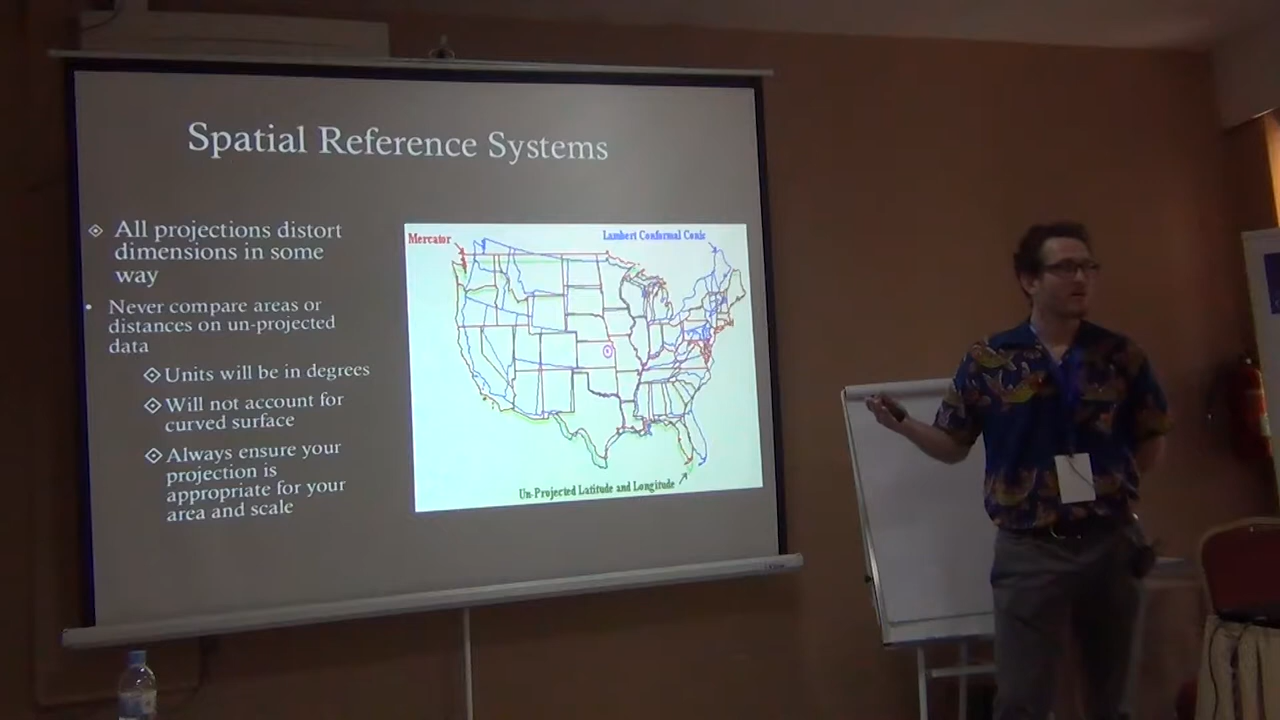 Spatial Reference Systems
All projections distort
dimensions in some
way
Never compare areas or
distances on un-projected
data
Units will be in degrees
Will not account for
curved surface
Always ensure your
projection is
appropriate for your
area and scale
Mercator
Lambert Conformal Conic
Un-Projected Latitude and Longitude